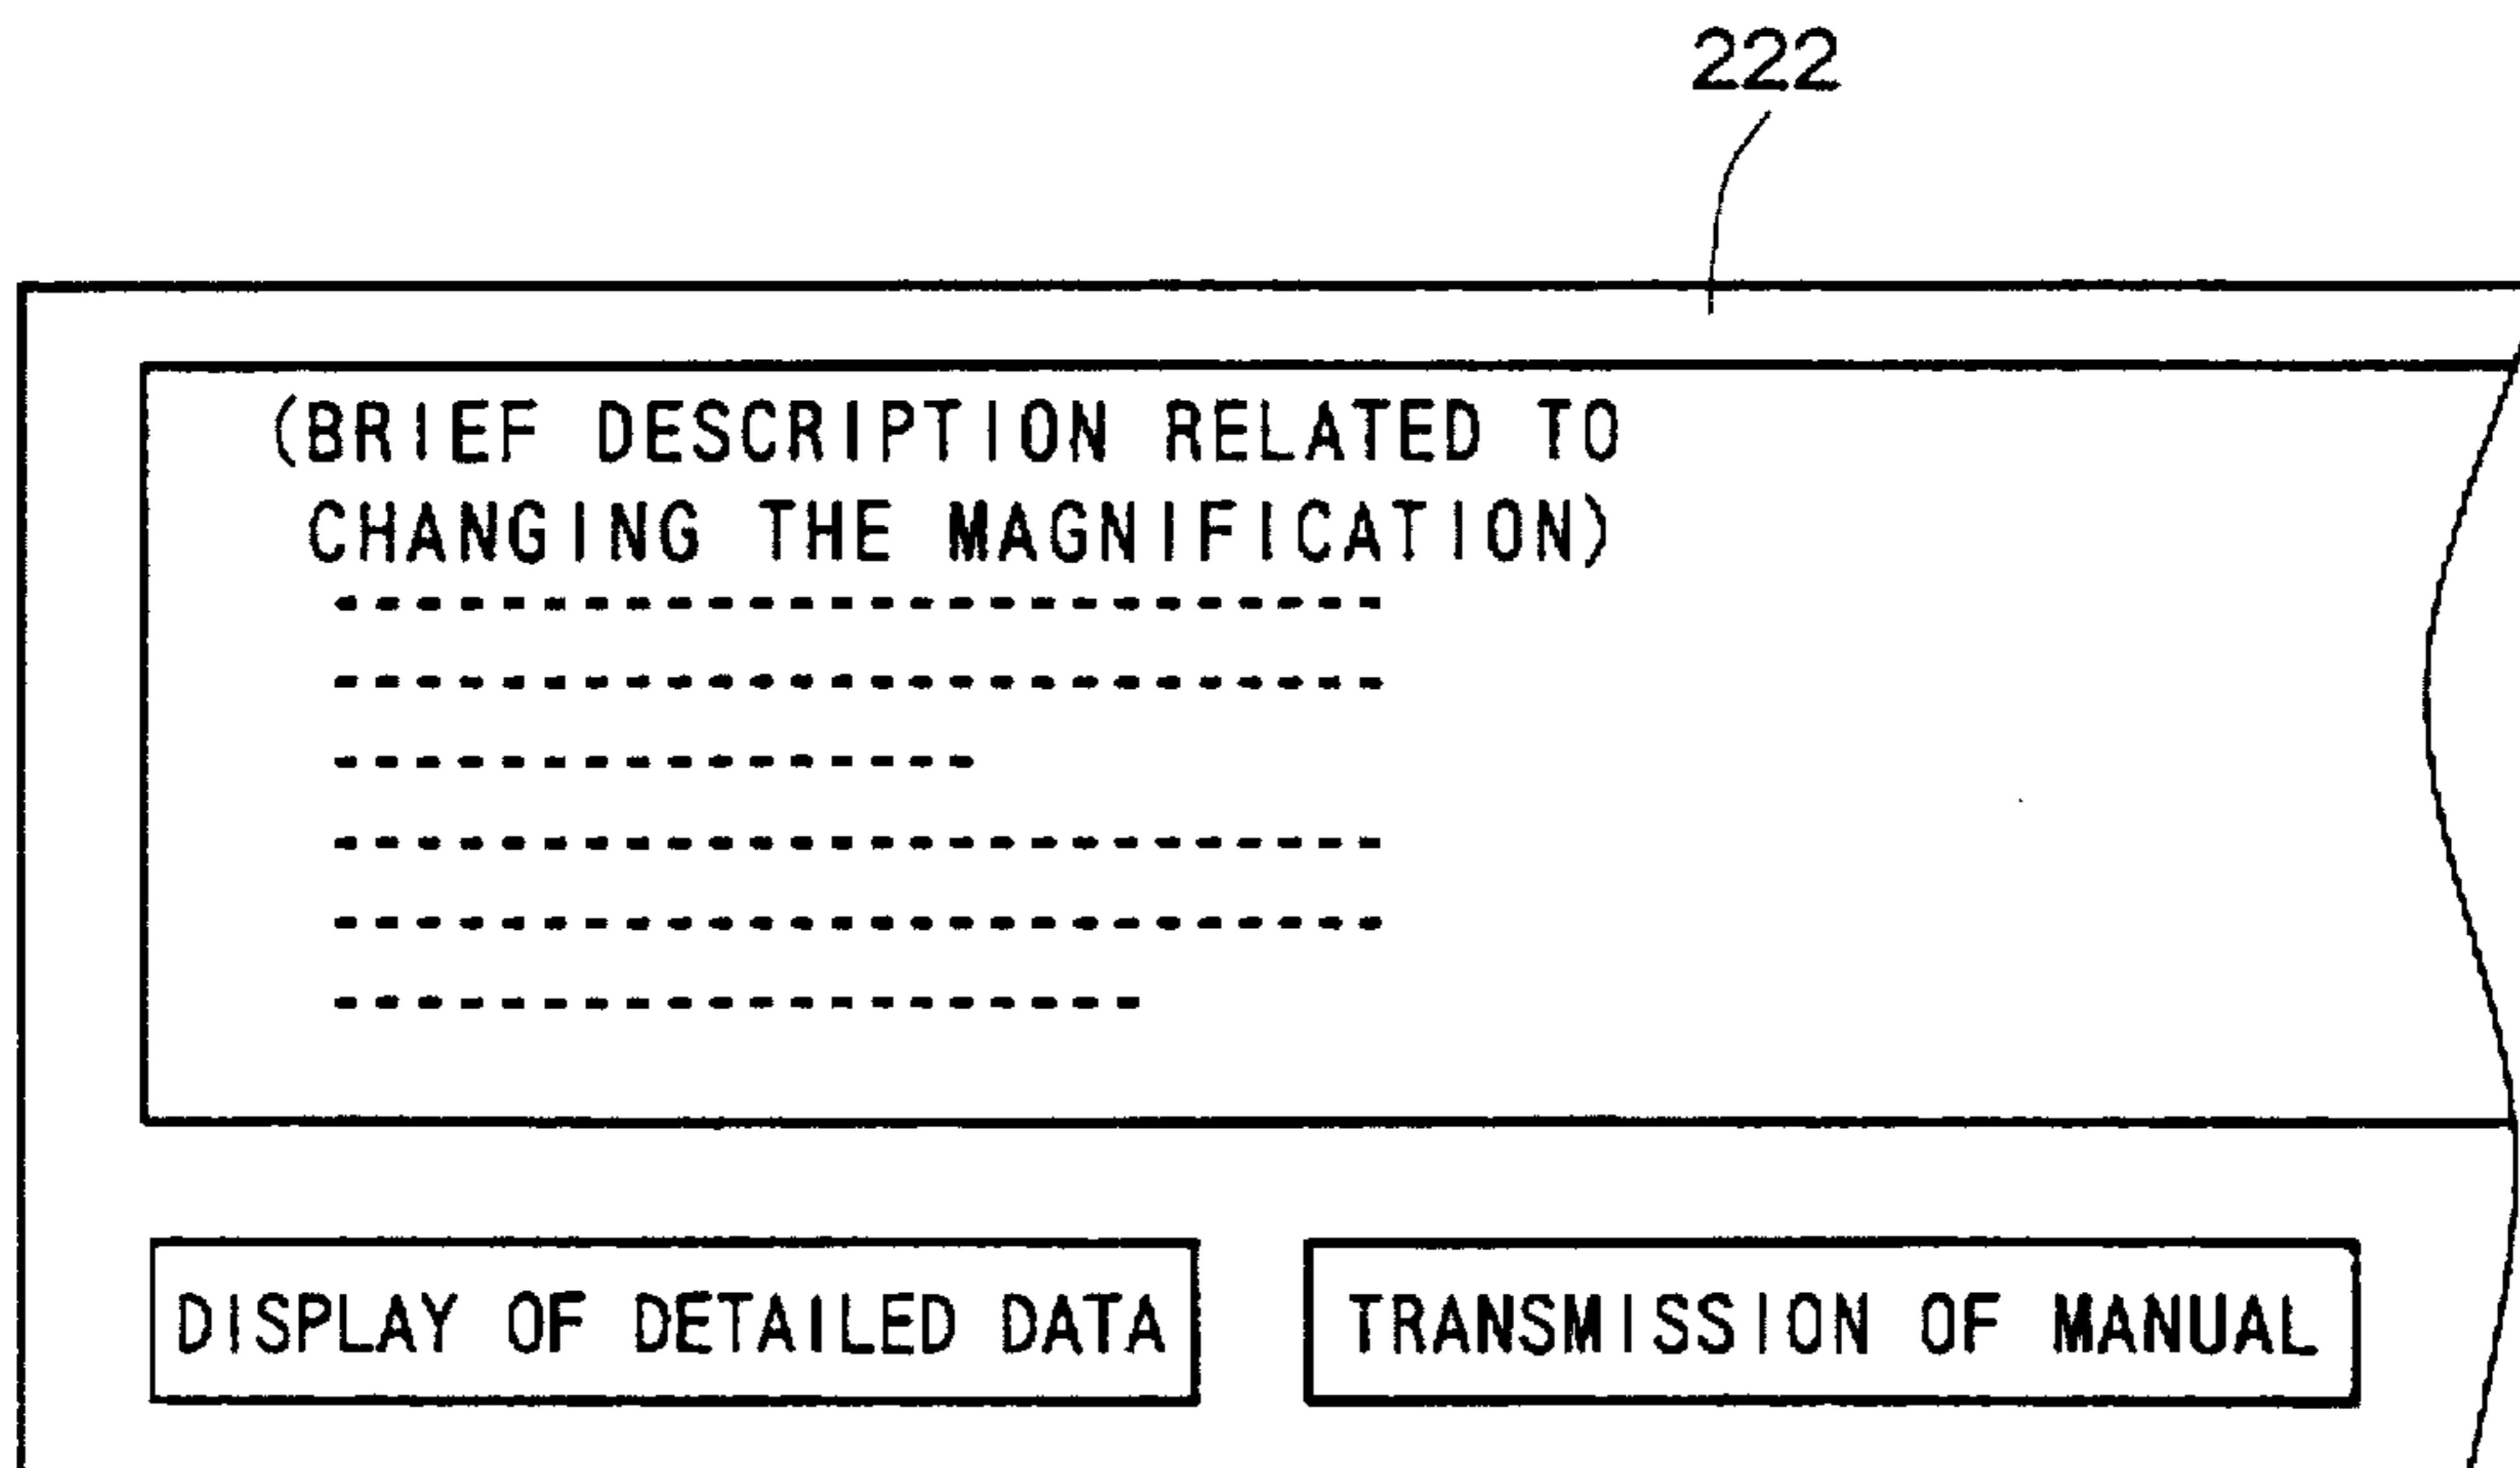 222
(BRIEF DESCRIPTION RELATED TO
CHANGING THE MAGNIFICATION)
DISPLAY OF DETAILED DATA
TRANSMISSION OF MANUAL